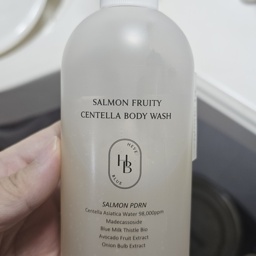 SALMON FRUITY
CENTELLA BODY WASH
HB
BLUE
SALMON PDRN
Centella Asiatica Water 98,000ppm
Madecassoside
Blue Milk Thistle Bio
Avocado Fruit Extract
Onion Bulb Extract